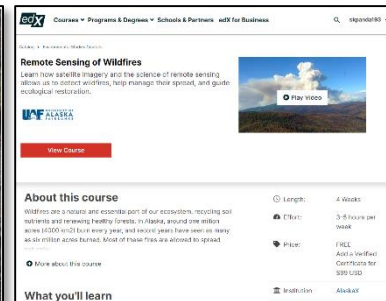 edX Courses ▾ Programs & Degrees ▾ Schools & Partners edX for Business
Remote Sensing of Wildfires
Learn how satellite imagery and the science of remote sensing
allows us to detect wildfires, help manage their spread, and guide
ecological restoration.
Play Video
UAF
ALASKA
View Course
About this course
Wildfires are a natural and essential part of our ecosystem, recycling soil
nutrients and renewing healthy forests. In Alaska, around one million
acres (4000 km2) burn every year, and record years have seen as many
as six million acres burned. Most of these fires are allowed to spread
More about this course
What you'll learn
Length: 4 Weeks
Effort: 3–5 hours per
week
Price: FREE
Add a Verified
Certificate for
$99 USD
Institution AlaskaX